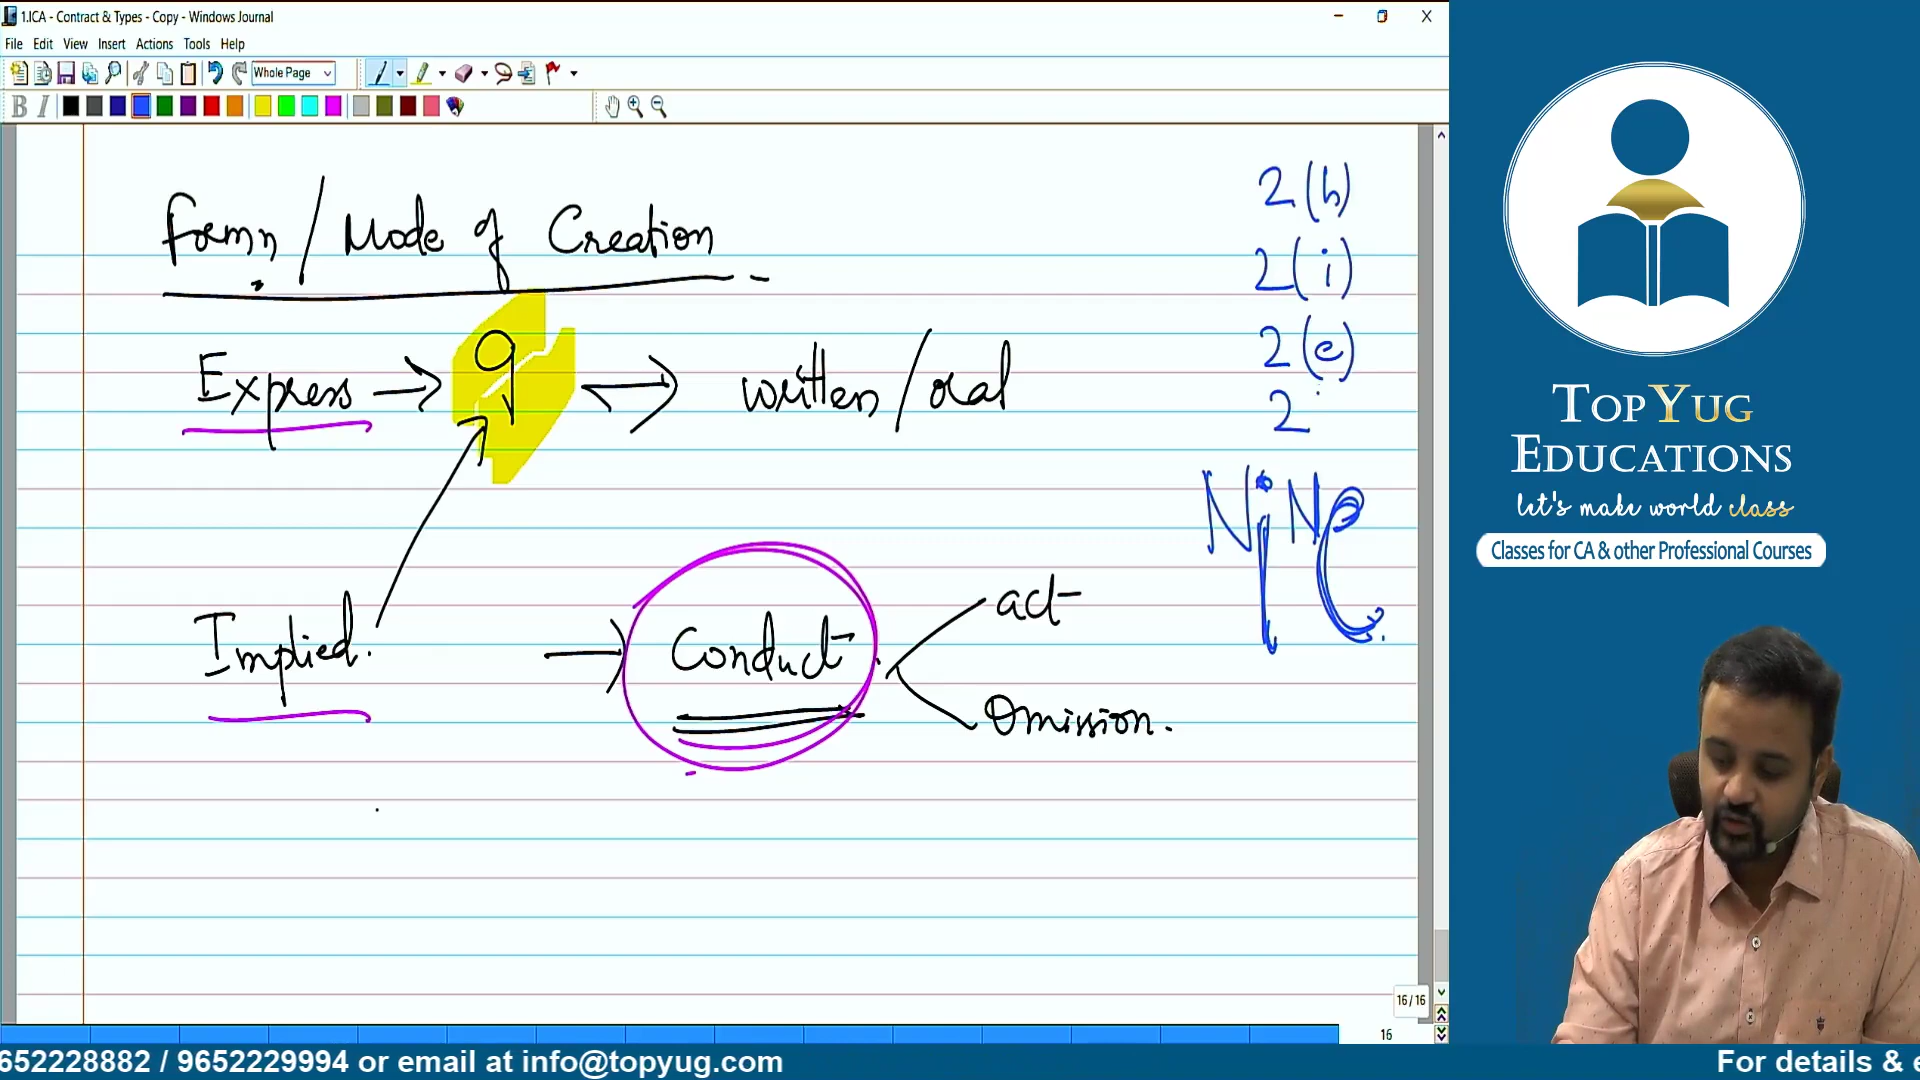 1.ICA - Contract & Types - Copy - Windows Journal
File Edit View Insert Actions Tools Help
Whole Page
B I
Formn / Mode of Creation
Express → 9 → written / oral
Implied. → Conduct
act
Omission.
2(h)
2(i)
2(e)
2
NiNe
16 / 16
16
TOPYUG
EDUCATIONS
let's make world class
Classes for CA & other Professional Courses
652228882 / 9652229994 or email at info@topyug.com
For details & e